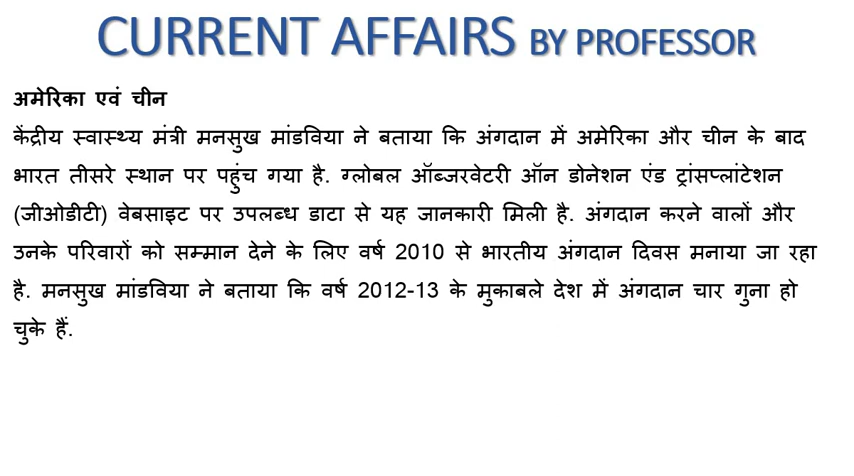 CURRENT AFFAIRS BY PROFESSOR
अमेरिका एवं चीन
केंद्रीय स्वास्थ्य मंत्री मनसुख मांडविया ने बताया कि अंगदान में अमेरिका और चीन के बाद
भारत तीसरे स्थान पर पहुंच गया है. ग्लोबल ऑब्जरवेटरी ऑन डोनेशन एंड ट्रांसप्लांटेशन
(जीओडीटी) वेबसाइट पर उपलब्ध डाटा से यह जानकारी मिली है. अंगदान करने वालों और
उनके परिवारों को सम्मान देने के लिए वर्ष 2010 से भारतीय अंगदान दिवस मनाया जा रहा
है. मनसुख मांडविया ने बताया कि वर्ष 2012-13 के मुकाबले देश में अंगदान चार गुना हो
चुके हैं.